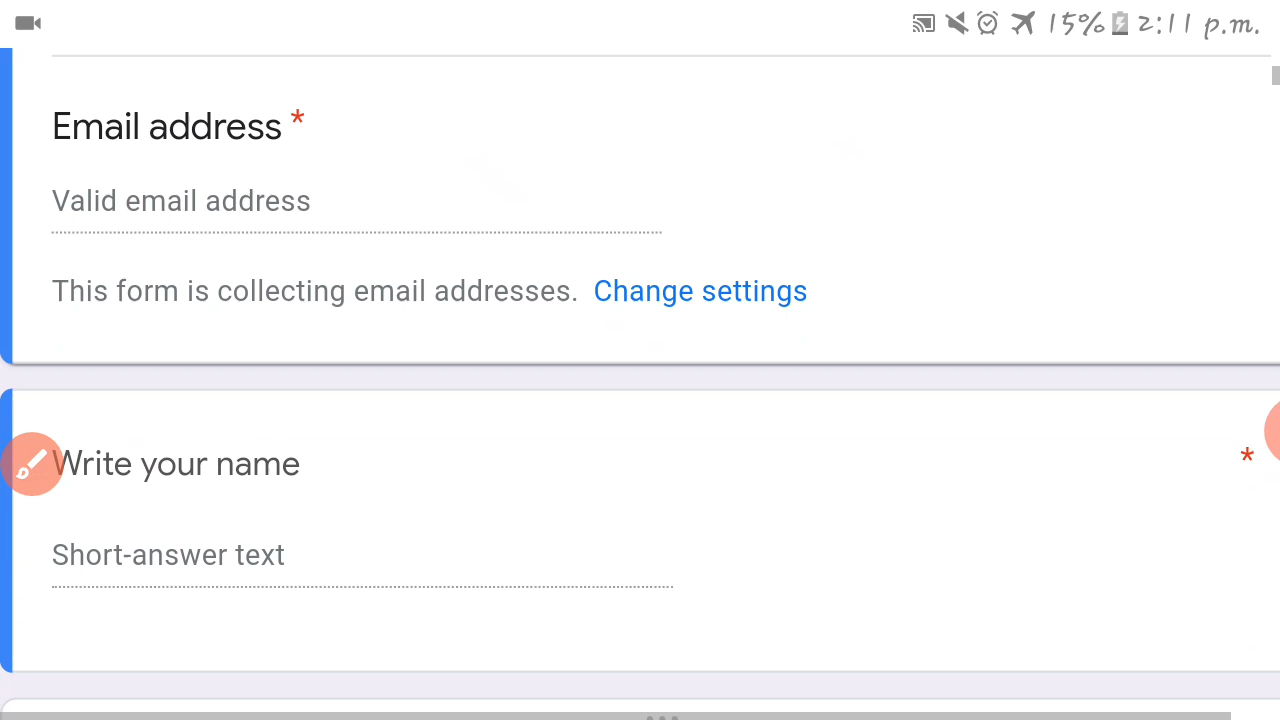 15% 2:11 p.m.
Email address *
Valid email address
This form is collecting email addresses. Change settings
Write your name *
Short-answer text